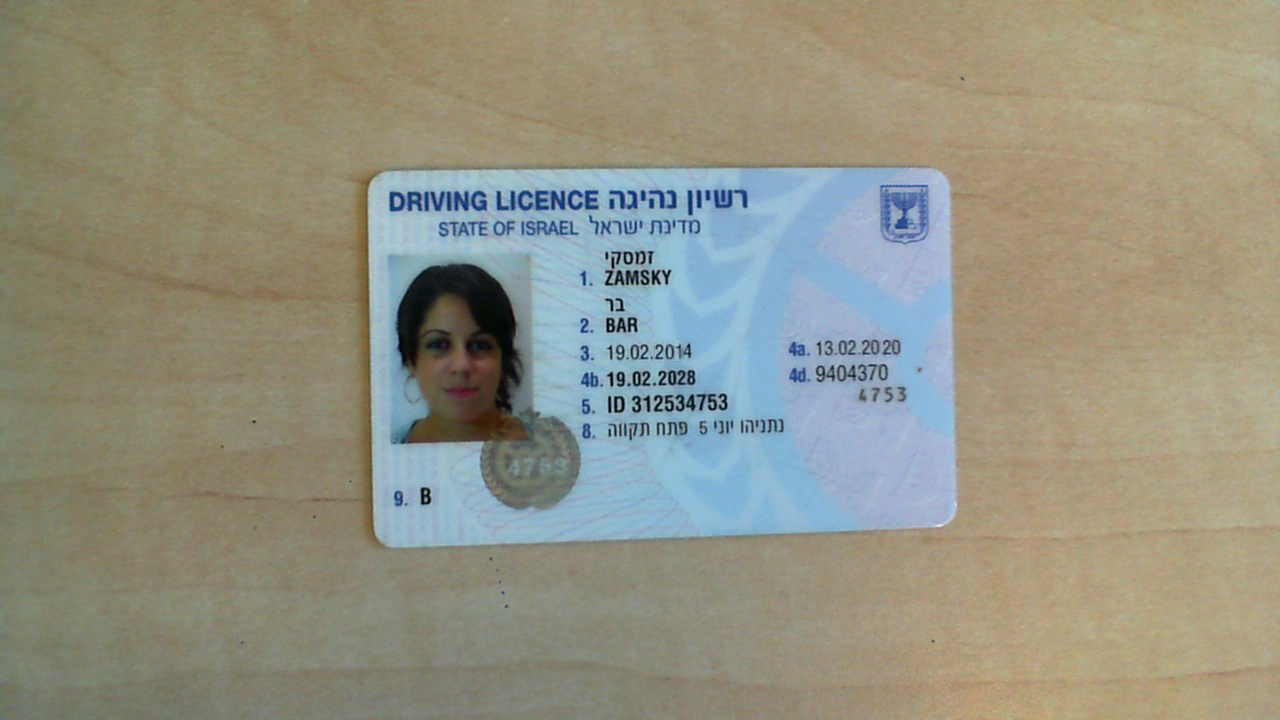 DRIVING LICENCE רשיון נהיגה
STATE OF ISRAEL מדינת ישראל
זמסקי
1. ZAMSKY
בר
2. BAR
3. 19.02.2014 4a. 13.02.2020
4b. 19.02.2028 4d. 9404370
4753
5. ID 312534753
8. נתניהו יוני 5 פתח תקווה
4753
9. B